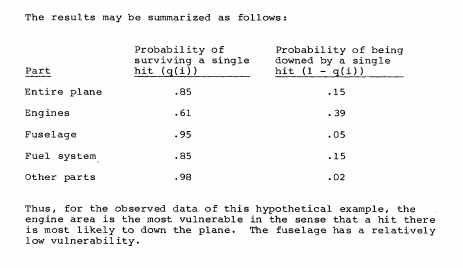 The results may be summarized as follows:
Probability of Probability of being
surviving a single downed by a single
Part hit (q(i)) hit (1 - q(i))
Entire plane .85 .15
Engines .61 .39
Fuselage .95 .05
Fuel system .85 .15
Other parts .98 .02
Thus, for the observed data of this hypothetical example, the
engine area is the most vulnerable in the sense that a hit there
is most likely to down the plane. The fuselage has a relatively
low vulnerability.